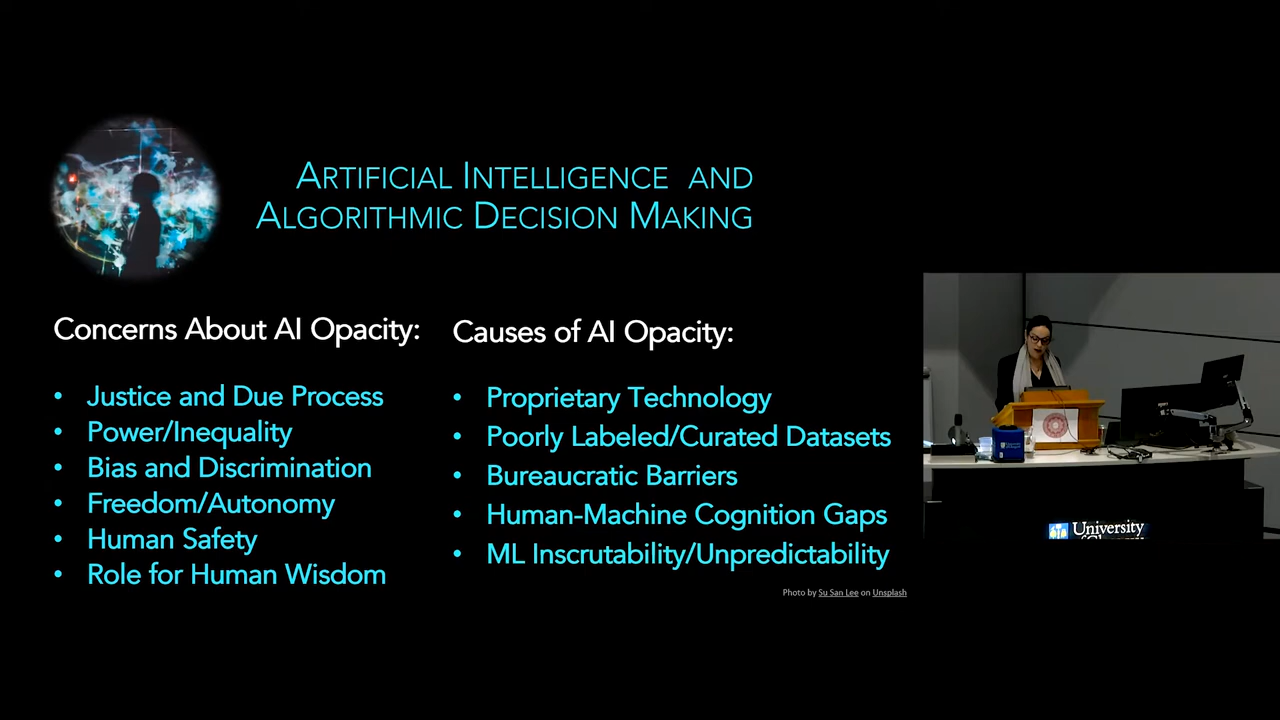 ARTIFICIAL INTELLIGENCE AND
ALGORITHMIC DECISION MAKING
Concerns About AI Opacity:
• Justice and Due Process
• Power/Inequality
• Bias and Discrimination
• Freedom/Autonomy
• Human Safety
• Role for Human Wisdom
Causes of AI Opacity:
• Proprietary Technology
• Poorly Labeled/Curated Datasets
• Bureaucratic Barriers
• Human-Machine Cognition Gaps
• ML Inscrutability/Unpredictability
Photo by Su San Lee on Unsplash
University